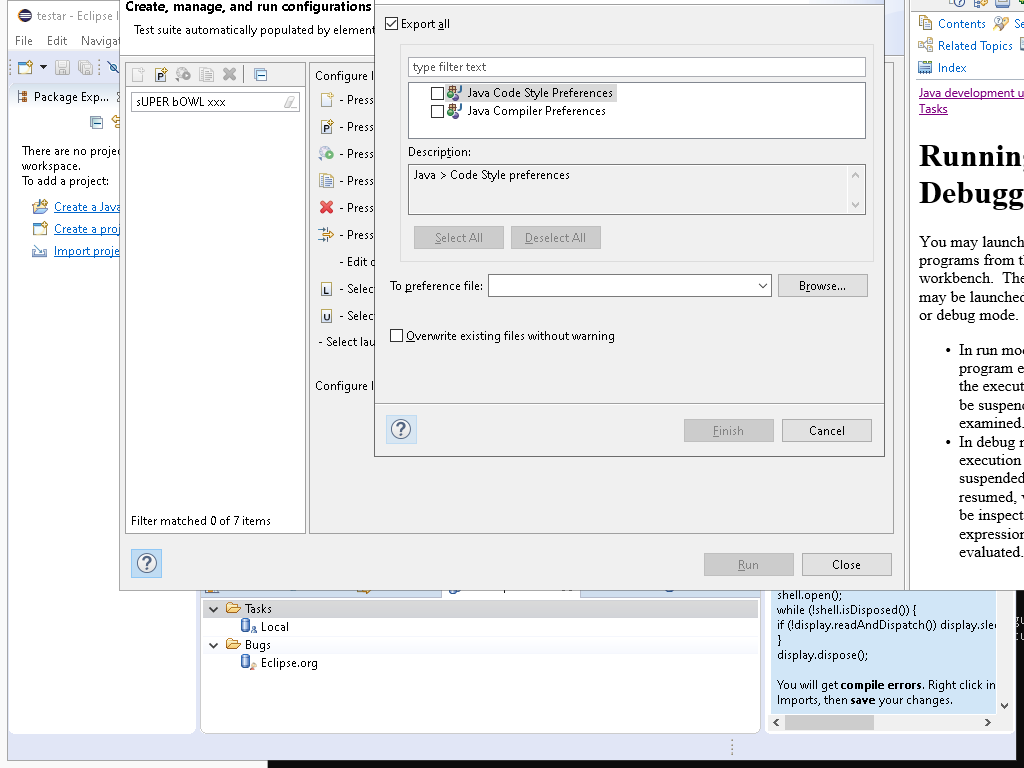 testar - Eclipse I
File Edit Navigat
Package Exp...
There are no projec
workspace.
To add a project:
Create a Java
Create a proj
Import proje
Create, manage, and run configurations
Test suite automatically populated by element
sUPER bOWL xxx
Filter matched 0 of 7 items
Configure l
- Press
- Press
- Press
- Press
- Press
- Press
- Edit o
- Selec
- Selec
- Select lau
Configure l
Run
Close
Export all
type filter text
Java Code Style Preferences
Java Compiler Preferences
Description:
Java > Code Style preferences
Select All
Deselect All
To preference file:
Browse...
Overwrite existing files without warning
Finish
Cancel
Contents
Se
Related Topics
Index
Java development u
Tasks
Running
Debugg
You may launch
programs from th
workbench. The
may be launched
or debug mode.
• In run mod
program e
the execut
be suspend
examined.
• In debug m
execution
suspended
resumed, v
be inspect
expression
evaluated.
Tasks
Local
Bugs
Eclipse.org
shell.open();
while (!shell.isDisposed()) {
if (!display.readAndDispatch()) display.slee
}
display.dispose();
You will get compile errors. Right click in
Imports, then save your changes.